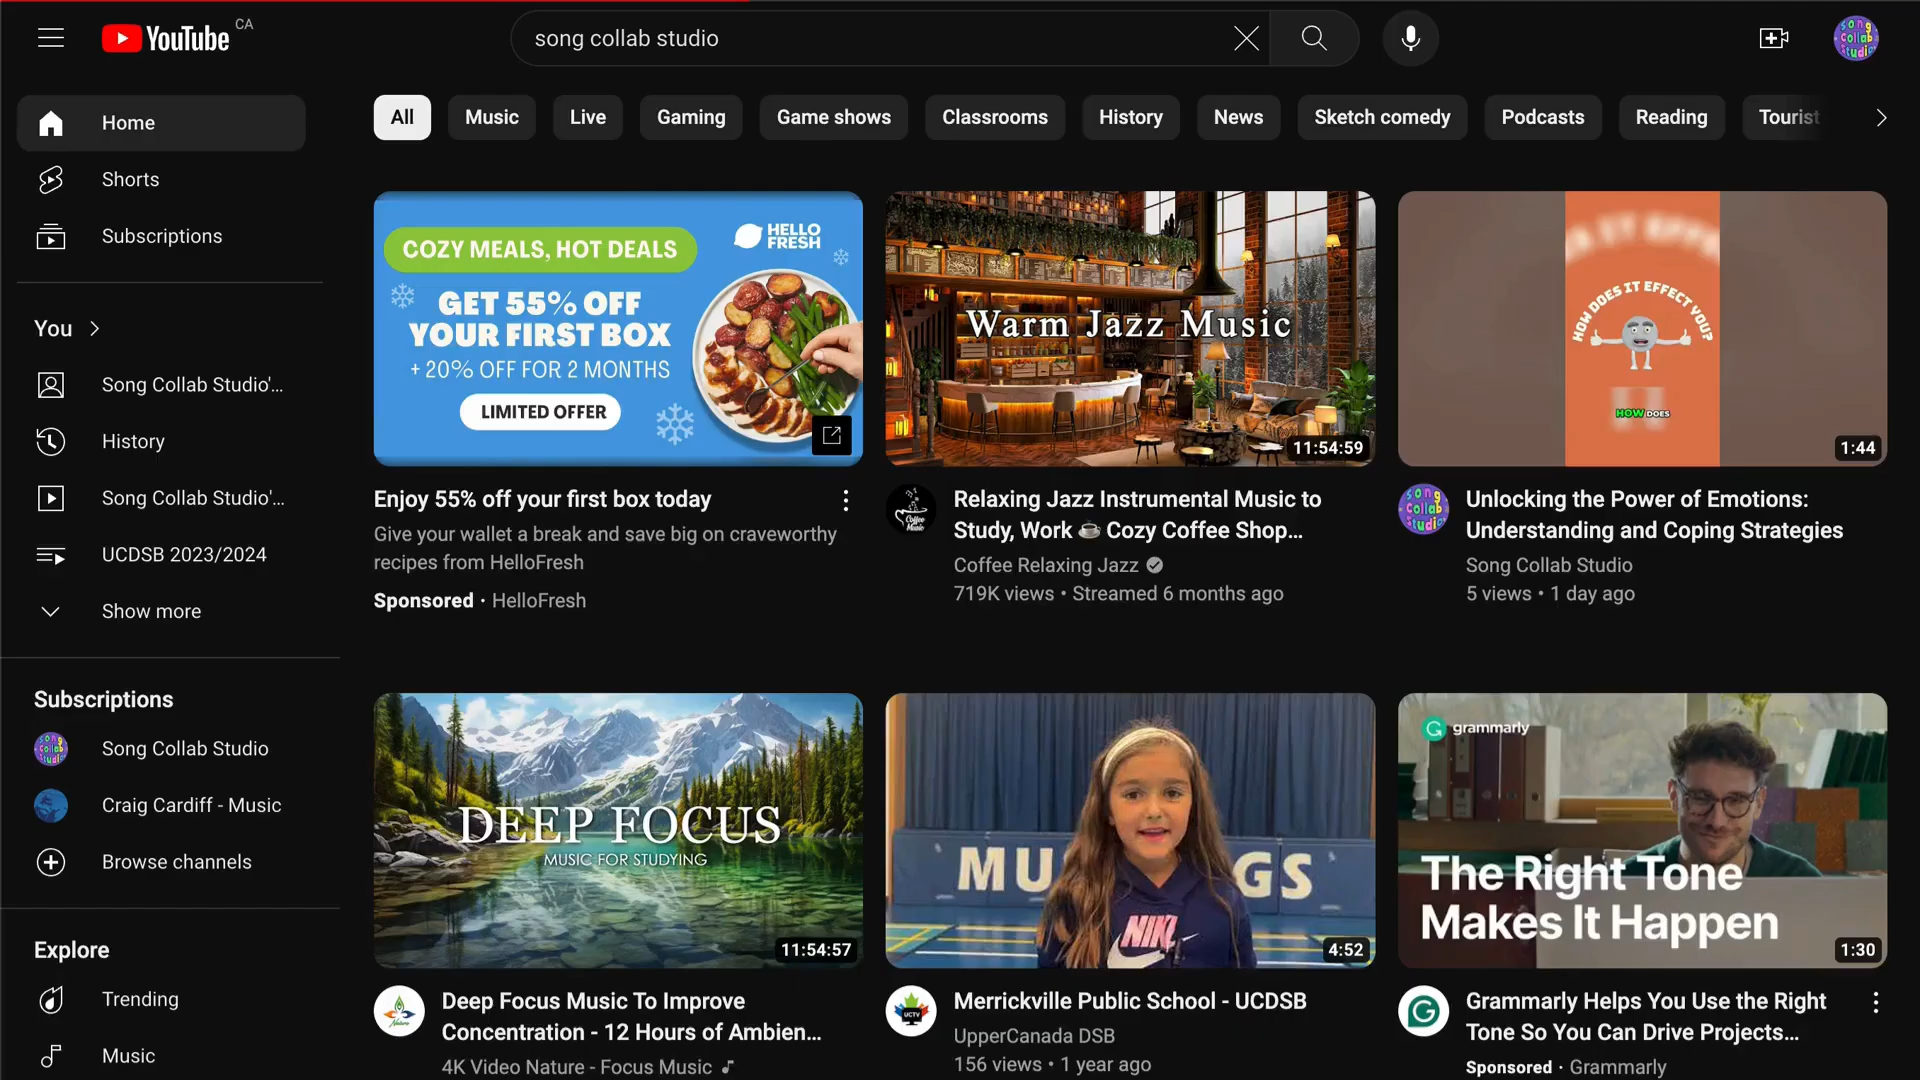 YouTube CA
song collab studio
Home
Shorts
Subscriptions
You
Song Collab Studio'...
History
Song Collab Studio'...
UCDSB 2023/2024
Show more
Subscriptions
Song Collab Studio
Craig Cardiff - Music
Browse channels
Explore
Trending
Music
All Music Live Gaming Game shows Classrooms History News Sketch comedy Podcasts Reading Tourist
COZY MEALS, HOT DEALS
HELLO
FRESH
GET 55% OFF
YOUR FIRST BOX
+ 20% OFF FOR 2 MONTHS
LIMITED OFFER
Enjoy 55% off your first box today
Give your wallet a break and save big on craveworthy
recipes from HelloFresh
Sponsored · HelloFresh
Warm Jazz Music
11:54:59
Coffee Music
Relaxing Jazz Instrumental Music to
Study, Work ☕ Cozy Coffee Shop...
Coffee Relaxing Jazz
719K views • Streamed 6 months ago
HOW DOES IT EFFECT YOU?
HOW DOES
1:44
song
collab
studio
Unlocking the Power of Emotions:
Understanding and Coping Strategies
Song Collab Studio
5 views • 1 day ago
DEEP FOCUS
MUSIC FOR STUDYING
11:54:57
Deep Focus Music To Improve
Concentration - 12 Hours of Ambien...
4K Video Nature - Focus Music
MU GS
NIKE
4:52
UCTV
Merrickville Public School - UCDSB
UpperCanada DSB
156 views • 1 year ago
grammarly
The Right Tone
Makes It Happen
1:30
Grammarly Helps You Use the Right
Tone So You Can Drive Projects...
Sponsored · Grammarly